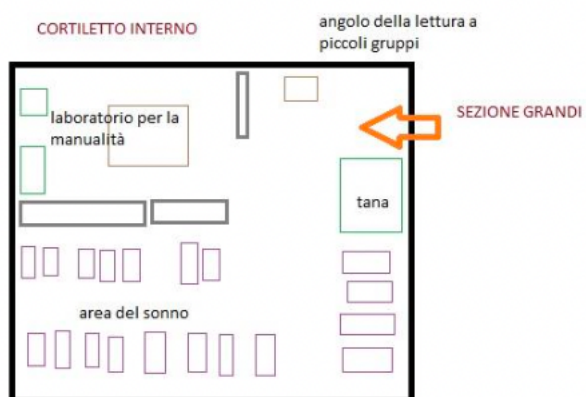 CORTILETTO INTERNO
angolo della lettura a
piccoli gruppi
SEZIONE GRANDI
laboratorio per la
manualità
tana
area del sonno